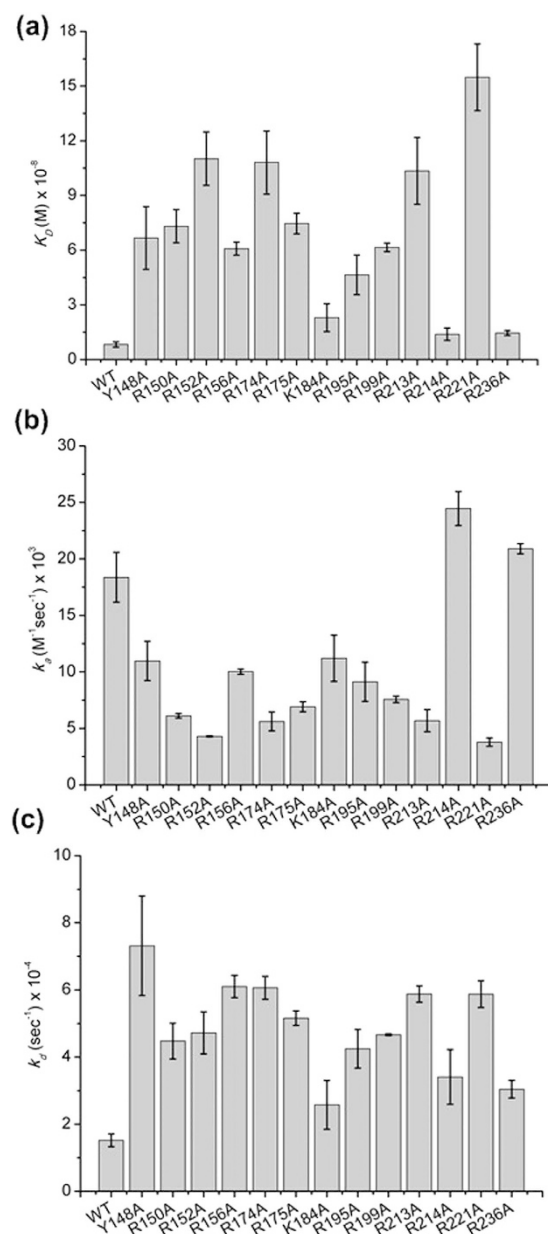 (a)
K_D (M) x 10^-8
18
15
12
9
6
3
0
WT Y148A R150A R152A R156A R174A R175A K184A R195A R199A R213A R214A R221A R236A
(b)
k_a (M^-1 sec^-1) x 10^3
30
25
20
15
10
5
0
WT Y148A R150A R152A R156A R174A R175A K184A R195A R199A R213A R214A R221A R236A
(c)
k_d (sec^-1) x 10^-4
10
8
6
4
2
0
WT Y148A R150A R152A R156A R174A R175A K184A R195A R199A R213A R214A R221A R236A